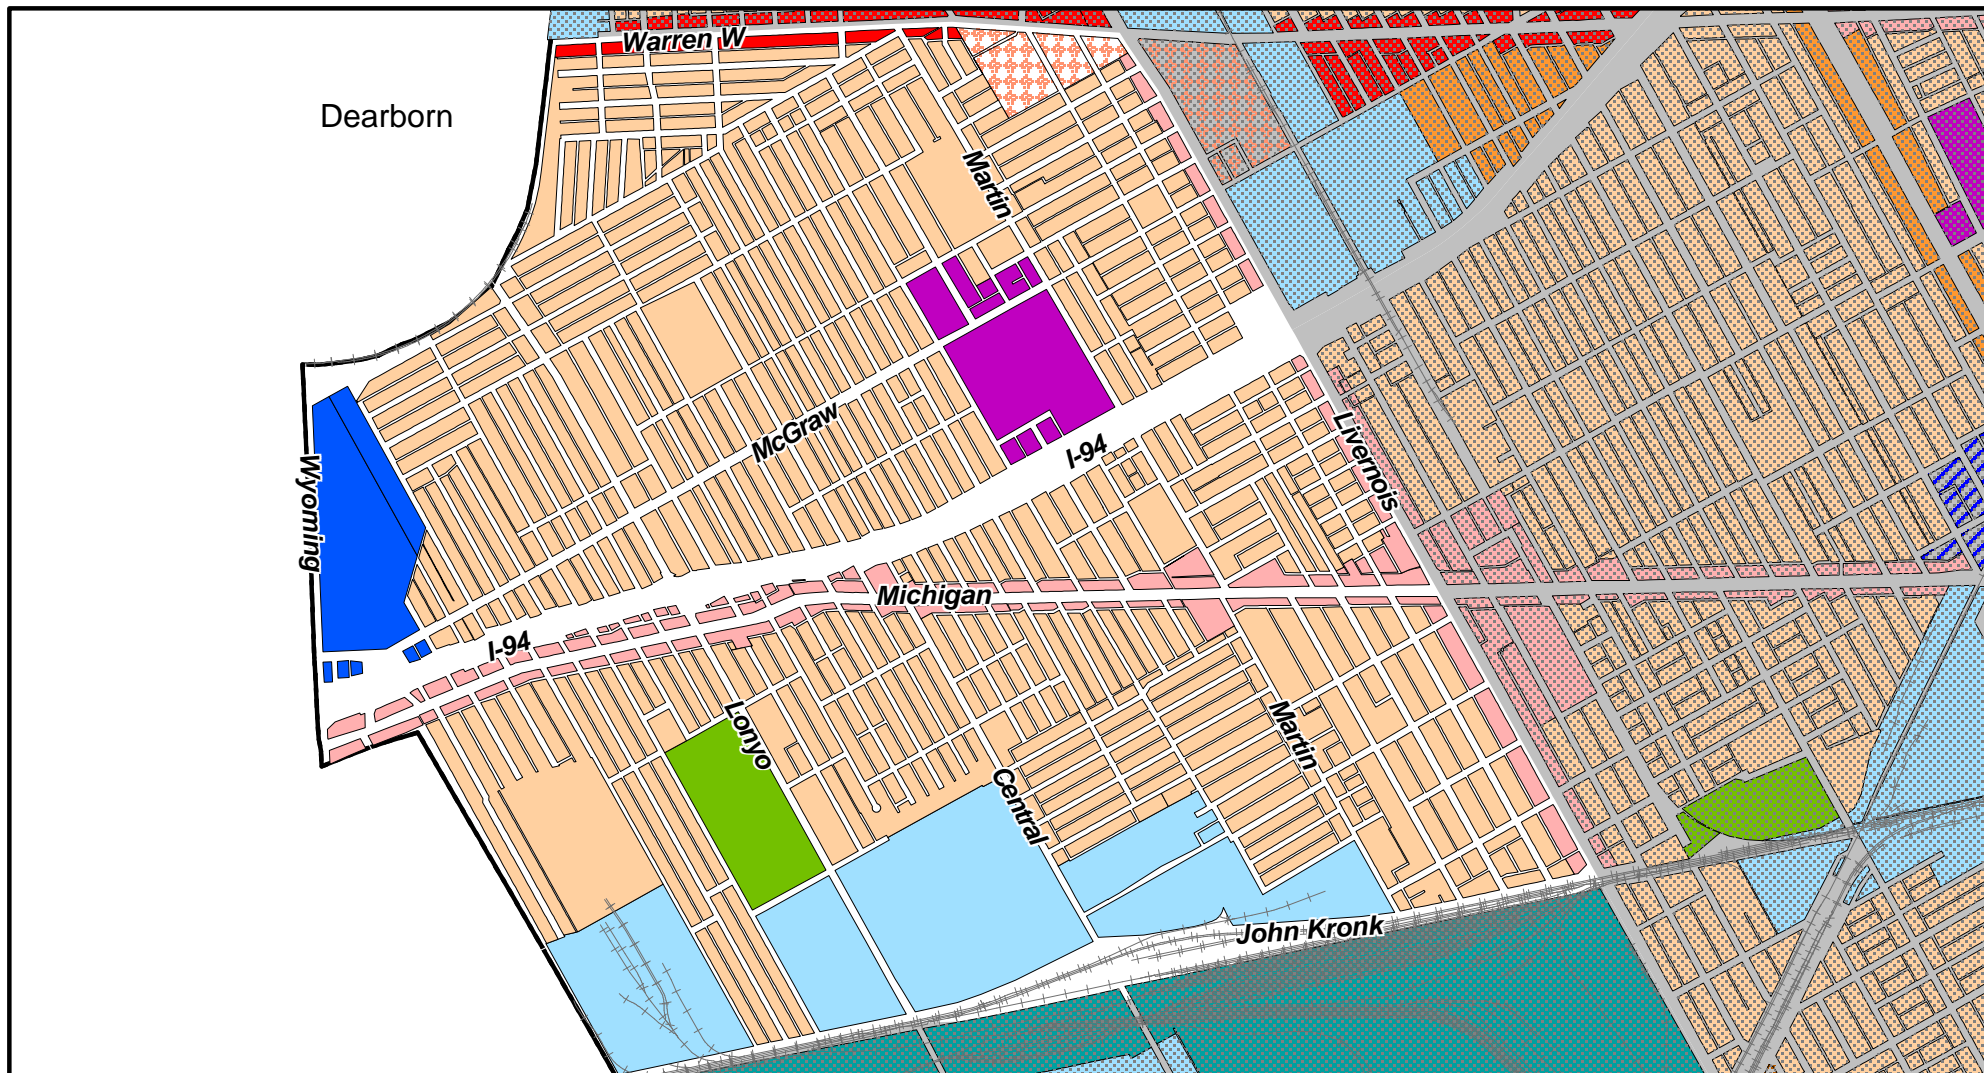 Warren W
Dearborn
Martin
McGraw
I-94
Livernois
Wyoming
Michigan
I-94
Lonyo
Martin
Central
John Kronk